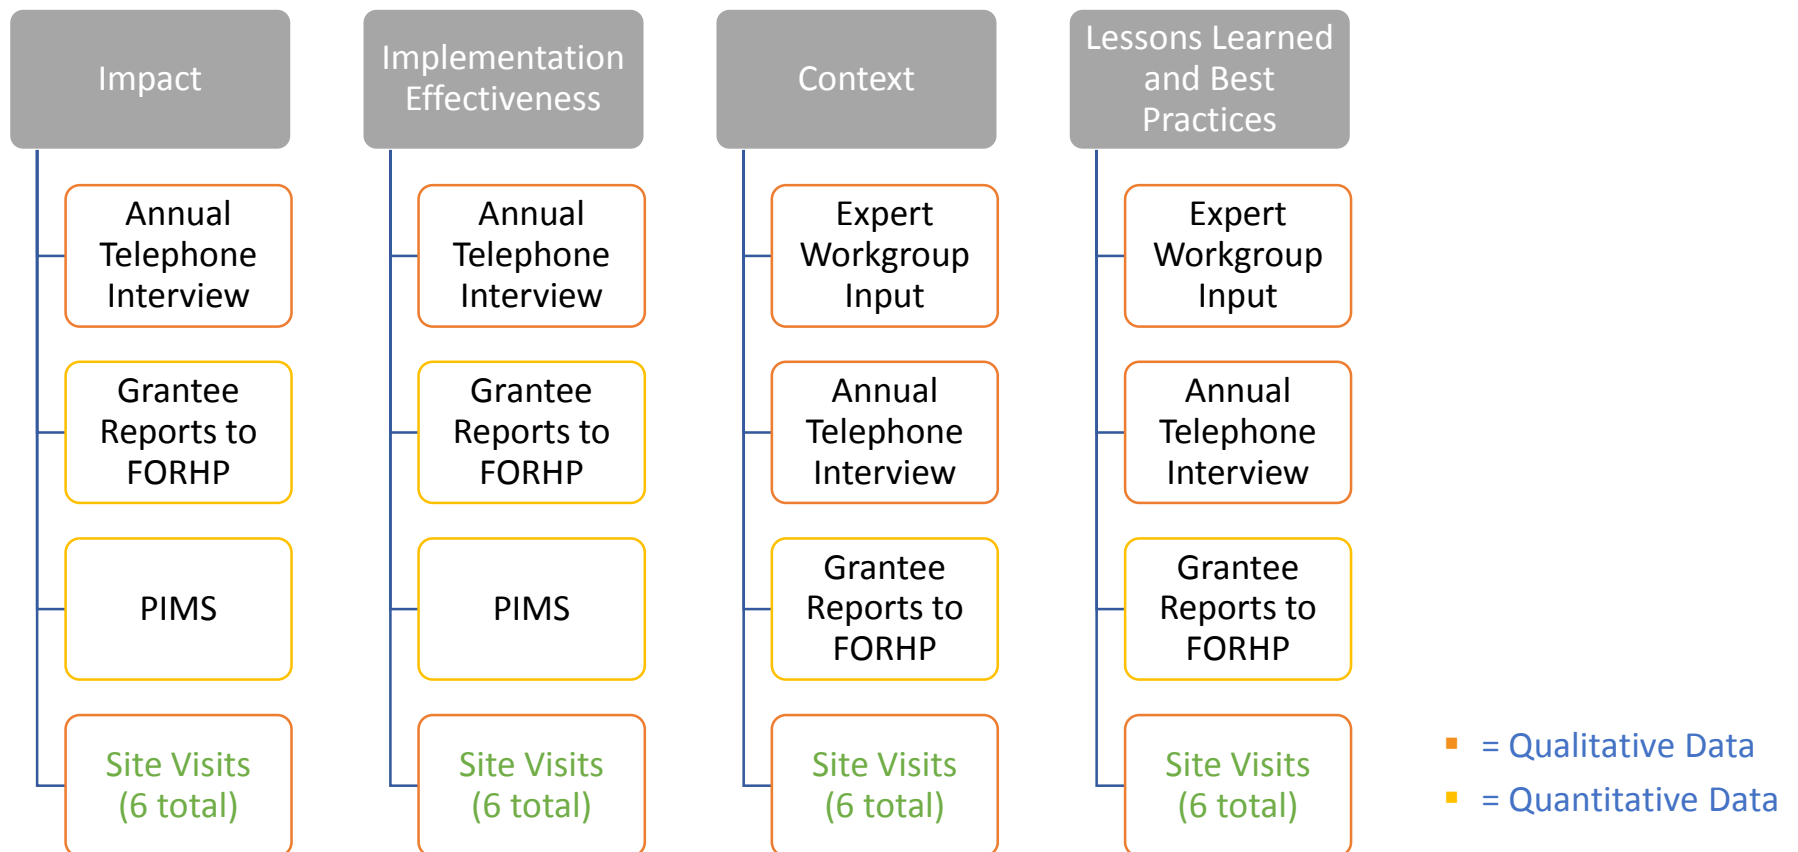 Impact
Annual
Telephone
Interview
Grantee
Reports to
FORHP
PIMS
Site Visits
(6 total)
Implementation
Effectiveness
Annual
Telephone
Interview
Grantee
Reports to
FORHP
PIMS
Site Visits
(6 total)
Context
Expert
Workgroup
Input
Annual
Telephone
Interview
Grantee
Reports to
FORHP
Site Visits
(6 total)
Lessons Learned
and Best
Practices
Expert
Workgroup
Input
Annual
Telephone
Interview
Grantee
Reports to
FORHP
Site Visits
(6 total)
= Qualitative Data
= Quantitative Data